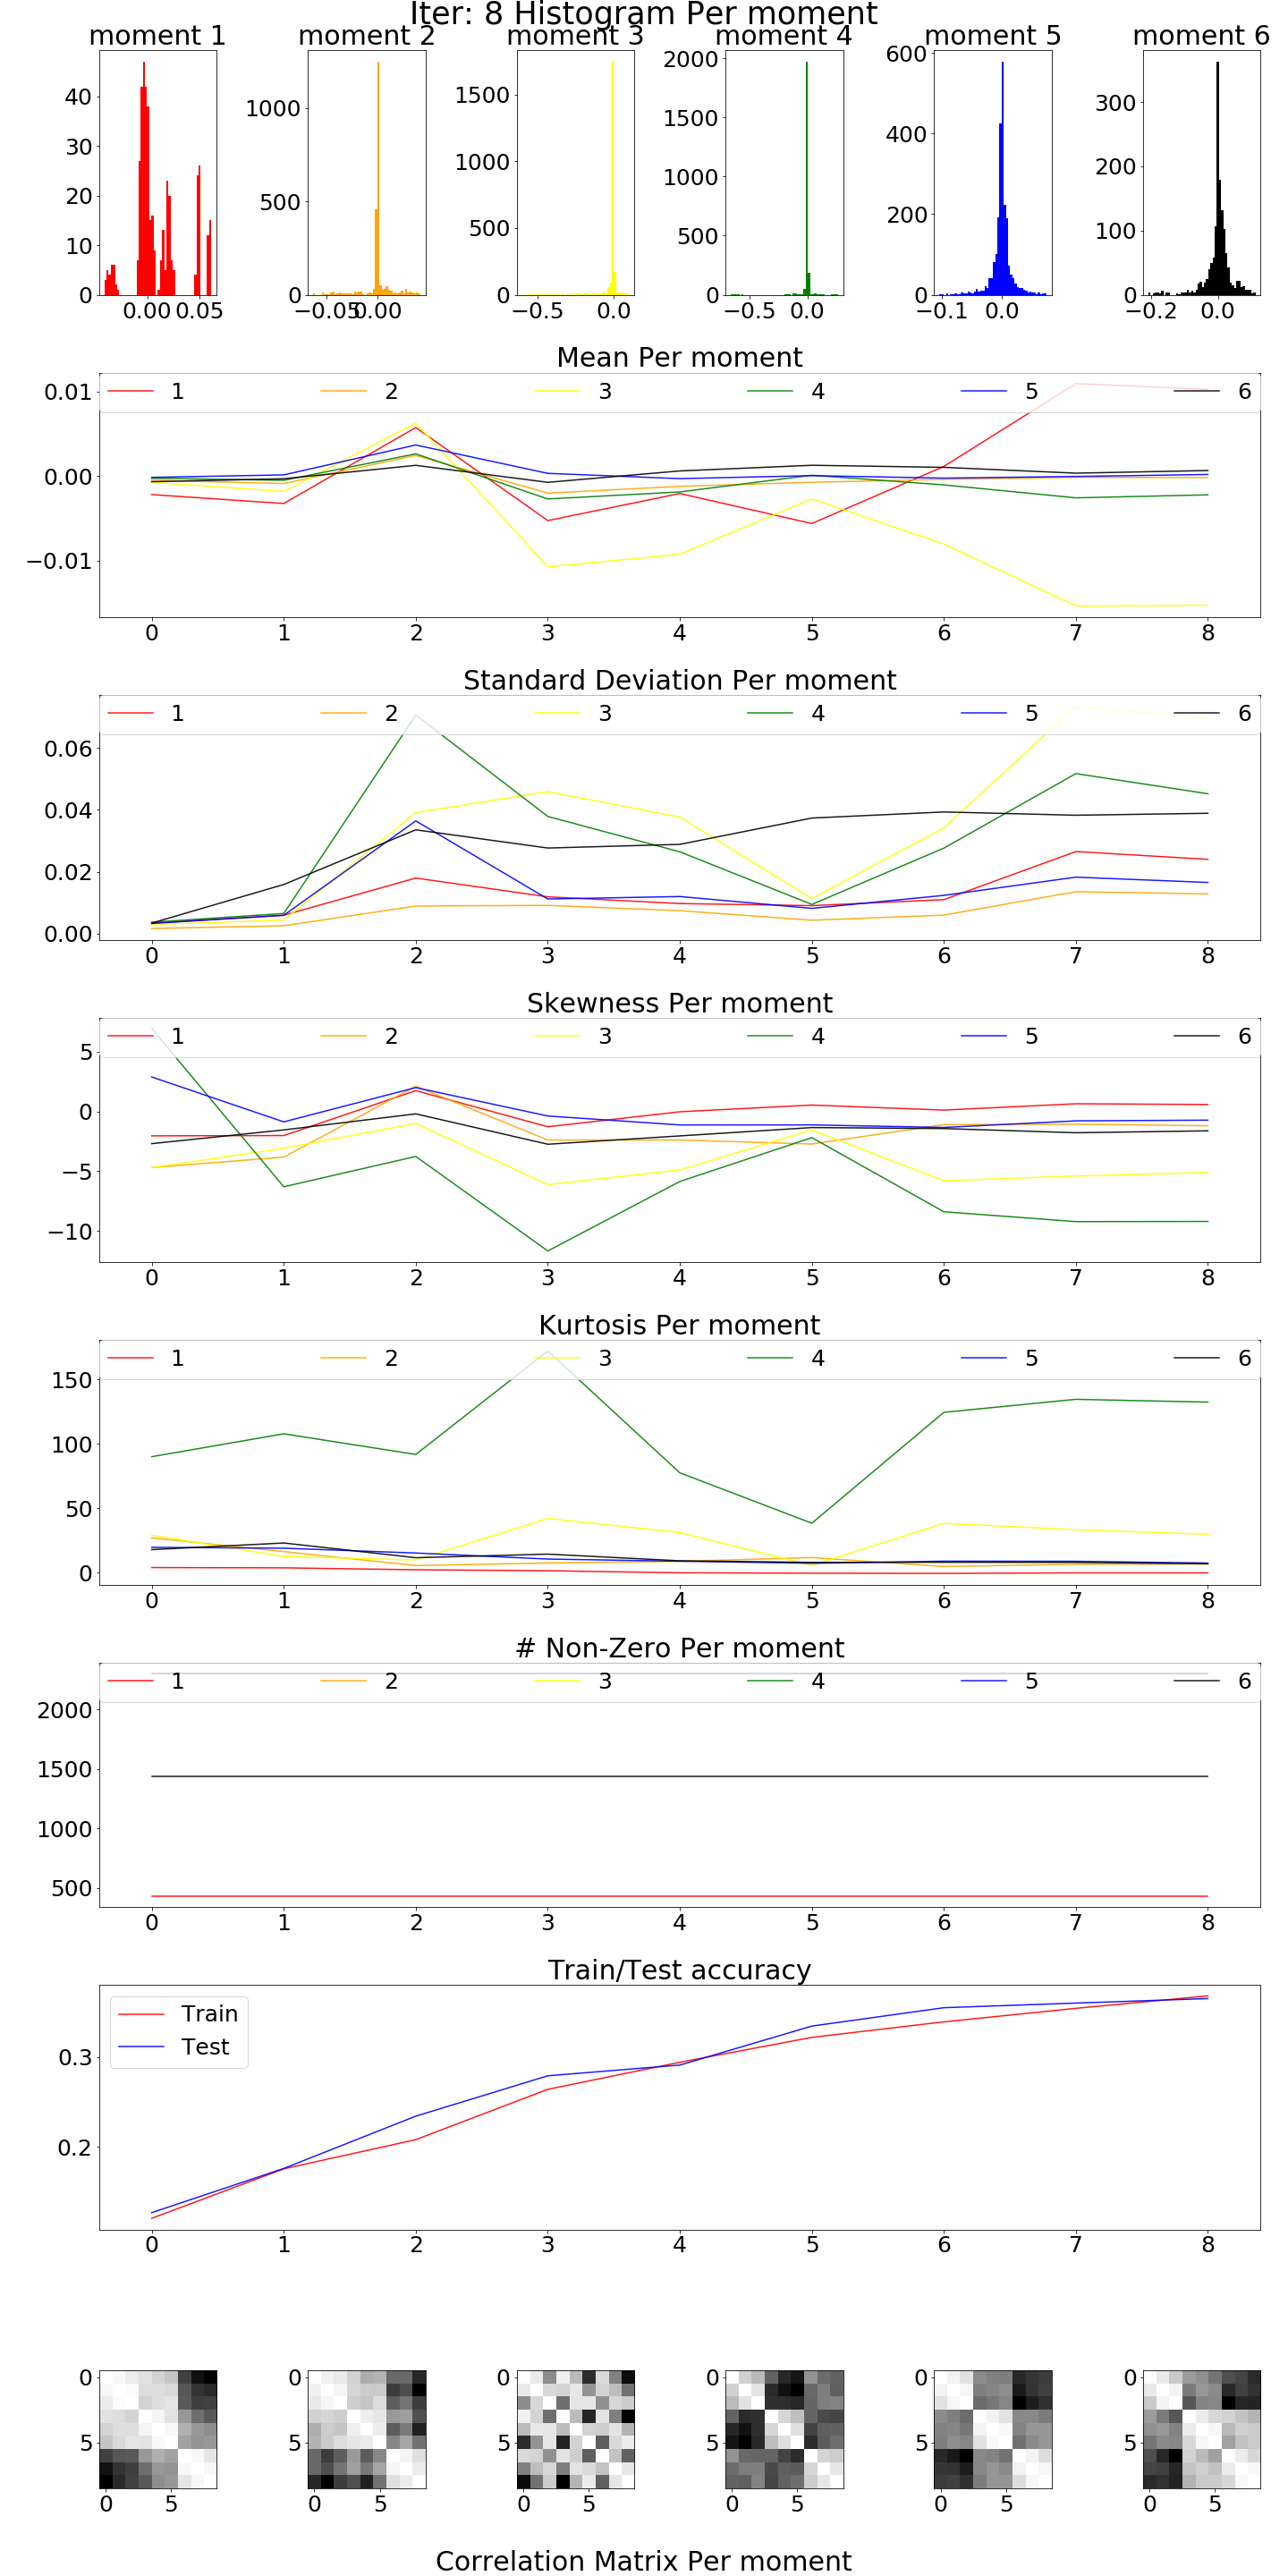 Iter: 8 Histogram Per moment
moment 1 moment 2 moment 3 moment 4 moment 5 moment 6
40
30
20
10
0
0.00 0.05
1000
500
0
−0.05 0.00
1500
1000
500
0
−0.5 0.0
2000
1500
1000
500
0
−0.5 0.0
600
400
200
0
−0.1 0.0
300
200
100
0
−0.2 0.0
Mean Per moment
1 2 3 4 5 6
0.01
0.00
−0.01
0 1 2 3 4 5 6 7 8
Standard Deviation Per moment
1 2 3 4 5 6
0.06
0.04
0.02
0.00
0 1 2 3 4 5 6 7 8
Skewness Per moment
1 2 3 4 5 6
5
0
−5
−10
0 1 2 3 4 5 6 7 8
Kurtosis Per moment
1 2 3 4 5 6
150
100
50
0
0 1 2 3 4 5 6 7 8
# Non-Zero Per moment
1 2 3 4 5 6
2000
1500
1000
500
0 1 2 3 4 5 6 7 8
Train/Test accuracy
Train
Test
0.3
0.2
0 1 2 3 4 5 6 7 8
0 0 0 0 0 0
5 5 5 5 5 5
0 5 0 5 0 5 0 5 0 5 0 5
Correlation Matrix Per moment